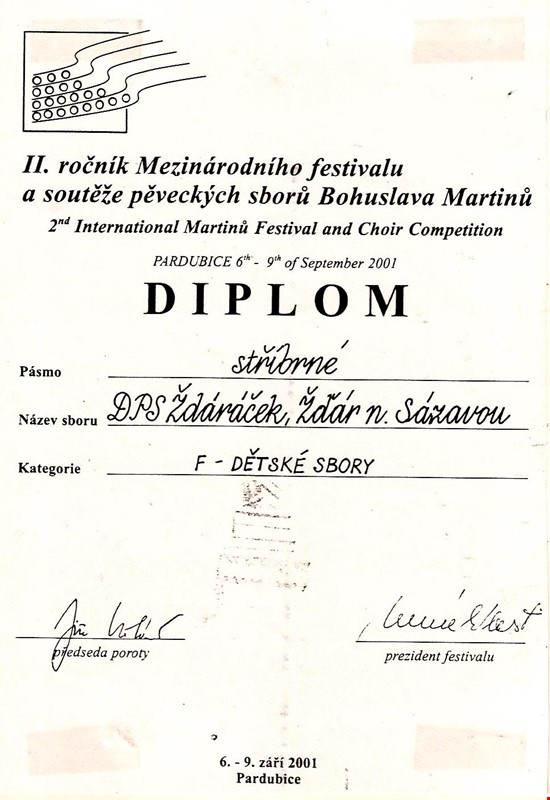 II. ročník Mezinárodního festivalu
a soutěže pěveckých sborů Bohuslava Martinů
2nd International Martinů Festival and Choir Competition
PARDUBICE 6th - 9th of September 2001
DIPLOM
Pásmo stříbrné
Název sboru DPS Žďáráček, Žďár n. Sázavou
Kategorie F - DĚTSKÉ SBORY
Jiří
předseda poroty
prezident festivalu
6. - 9. září 2001
Pardubice